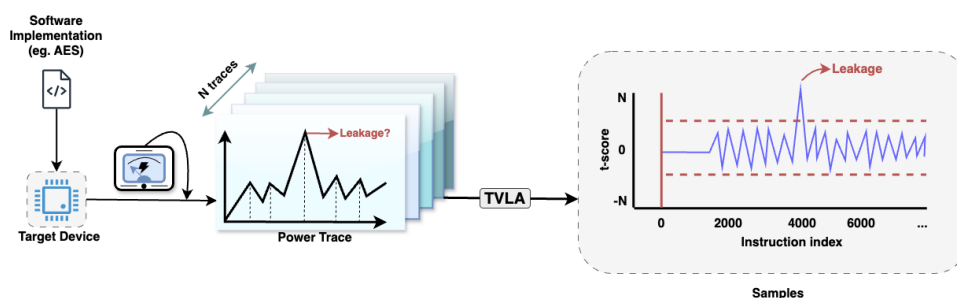 Software
Implementation
(eg. AES)
</>
Target Device
N traces
Leakage?
Power Trace
TVLA
Leakage
N
0
-N
t-score
0
2000
4000
6000
...
Instruction index
Samples